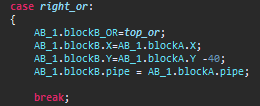 case right_or:
{
AB_1.blockB_OR=top_or;
AB_1.blockB.X=AB_1.blockA.X;
AB_1.blockB.Y=AB_1.blockA.Y -40;
AB_1.blockB.pipe = AB_1.blockA.pipe;
break;